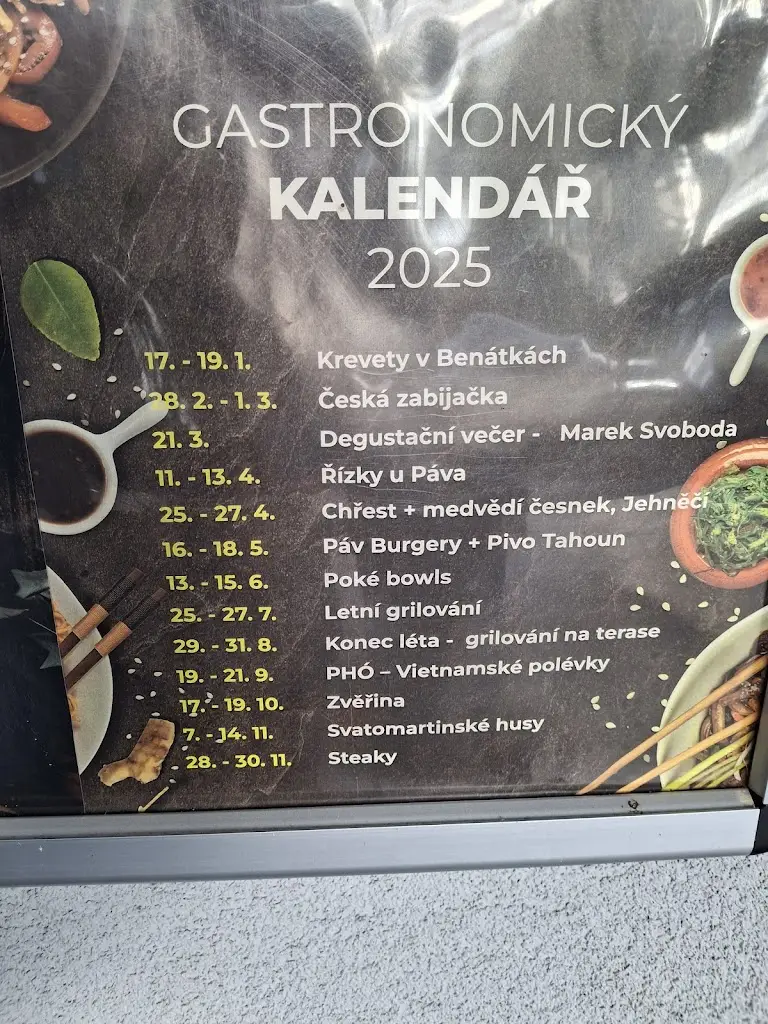 GASTRONOMICKÝ
KALENDÁŘ
2025
17. - 19. 1. Krevety v Benátkách
28. 2. - 1. 3. Česká zabijačka
21. 3. Degustační večer - Marek Svoboda
11. - 13. 4. Řízky u Páva
25. - 27. 4. Chřest + medvědí česnek, Jehněčí
16. - 18. 5. Páv Burgery + Pivo Tahoun
13. - 15. 6. Poké bowls
25. - 27. 7. Letní grilování
29. - 31. 8. Konec léta - grilování na terase
19. - 21. 9. PHÓ – Vietnamské polévky
17. - 19. 10. Zvěřina
7. - 14. 11. Svatomartinské husy
28. - 30. 11. Steaky